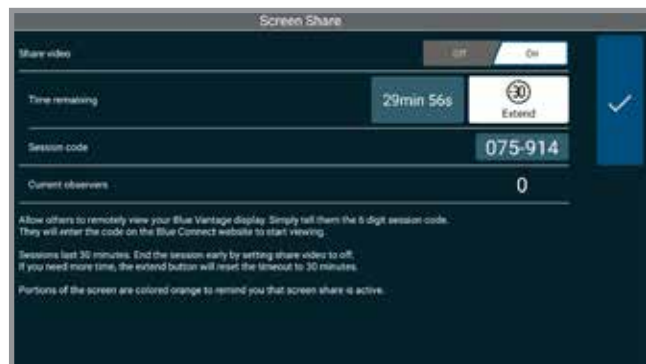 Screen Share
Share video
Off
On
Time remaining
29min 56s
30
Extend
Session code
075-914
Current observers
0
Allow others to remotely view your Blue Vantage display. Simply tell them the 6 digit session code.
They will enter the code on the Blue Connect website to start viewing.
Sessions last 30 minutes. End the session early by setting share video to off.
If you need more time, the extend button will reset the timeout to 30 minutes.
Portions of the screen are colored orange to remind you that screen share is active.